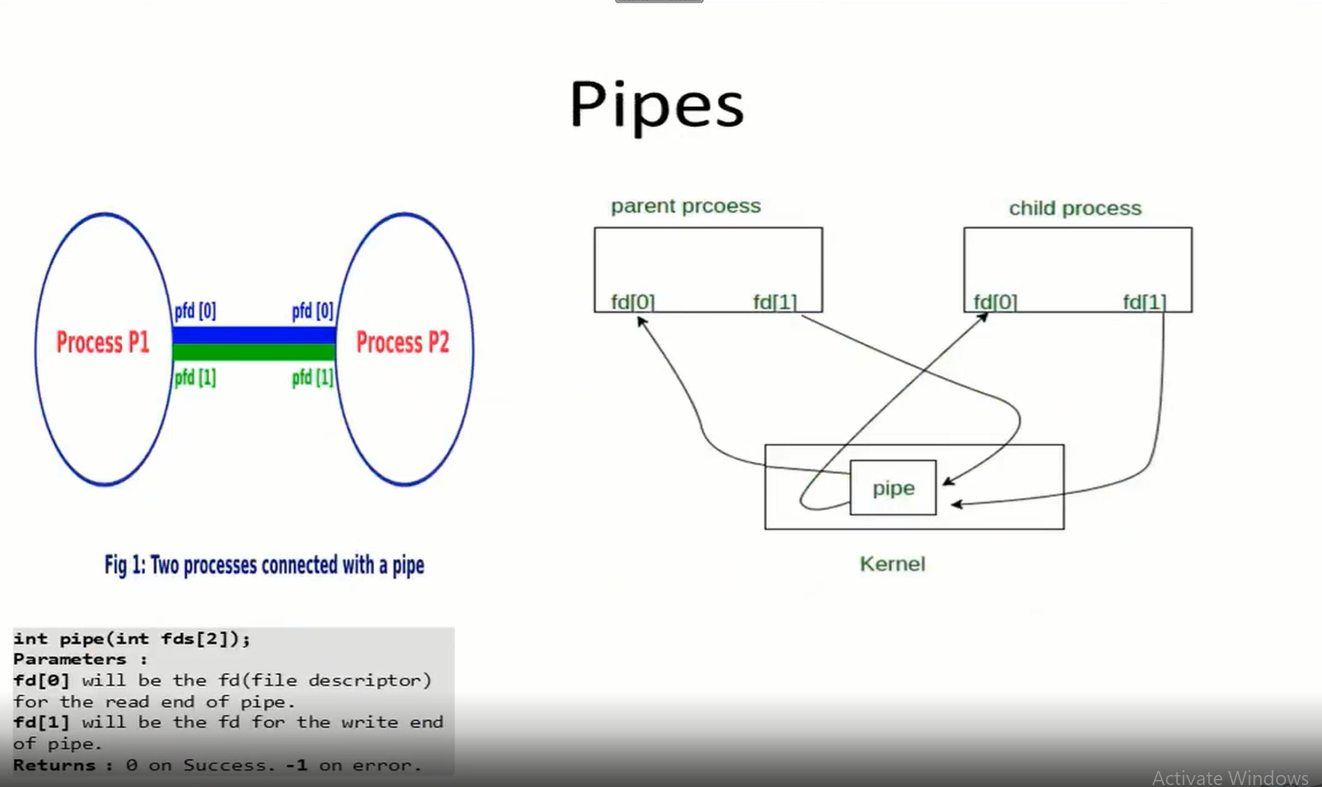 Pipes
pfd [0] pfd [0]
Process P1 Process P2
pfd [1] pfd [1]
Fig 1: Two processes connected with a pipe
parent prcoess
child process
fd[0] fd[1]
fd[0] fd[1]
pipe
Kernel
int pipe(int fds[2]);
Parameters :
fd[0] will be the fd(file descriptor)
for the read end of pipe.
fd[1] will be the fd for the write end
of pipe.
Returns : 0 on Success. -1 on error.
Activate Windows